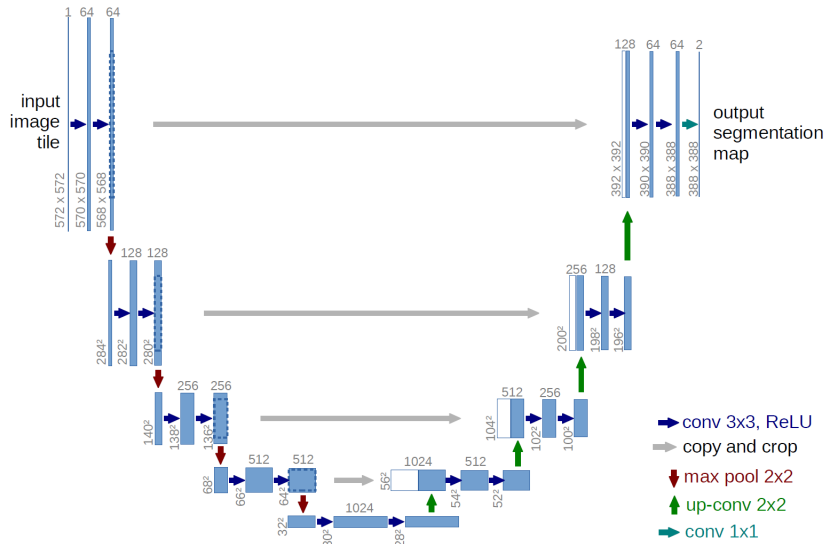 1 64 64
128 64 64 2
input
image
tile
output
segmentation
map
572 x 572
570 x 570
568 x 568
392 x 392
390 x 390
388 x 388
388 x 388
128 128
256 128
284²
282²
280²
200²
198²
196²
256 256
512 256
140²
138²
136²
104²
102²
100²
512 512
1024 512
68²
66²
64²
56²
54²
52²
1024
32²
30²
28²
conv 3x3, ReLU
copy and crop
max pool 2x2
up-conv 2x2
conv 1x1